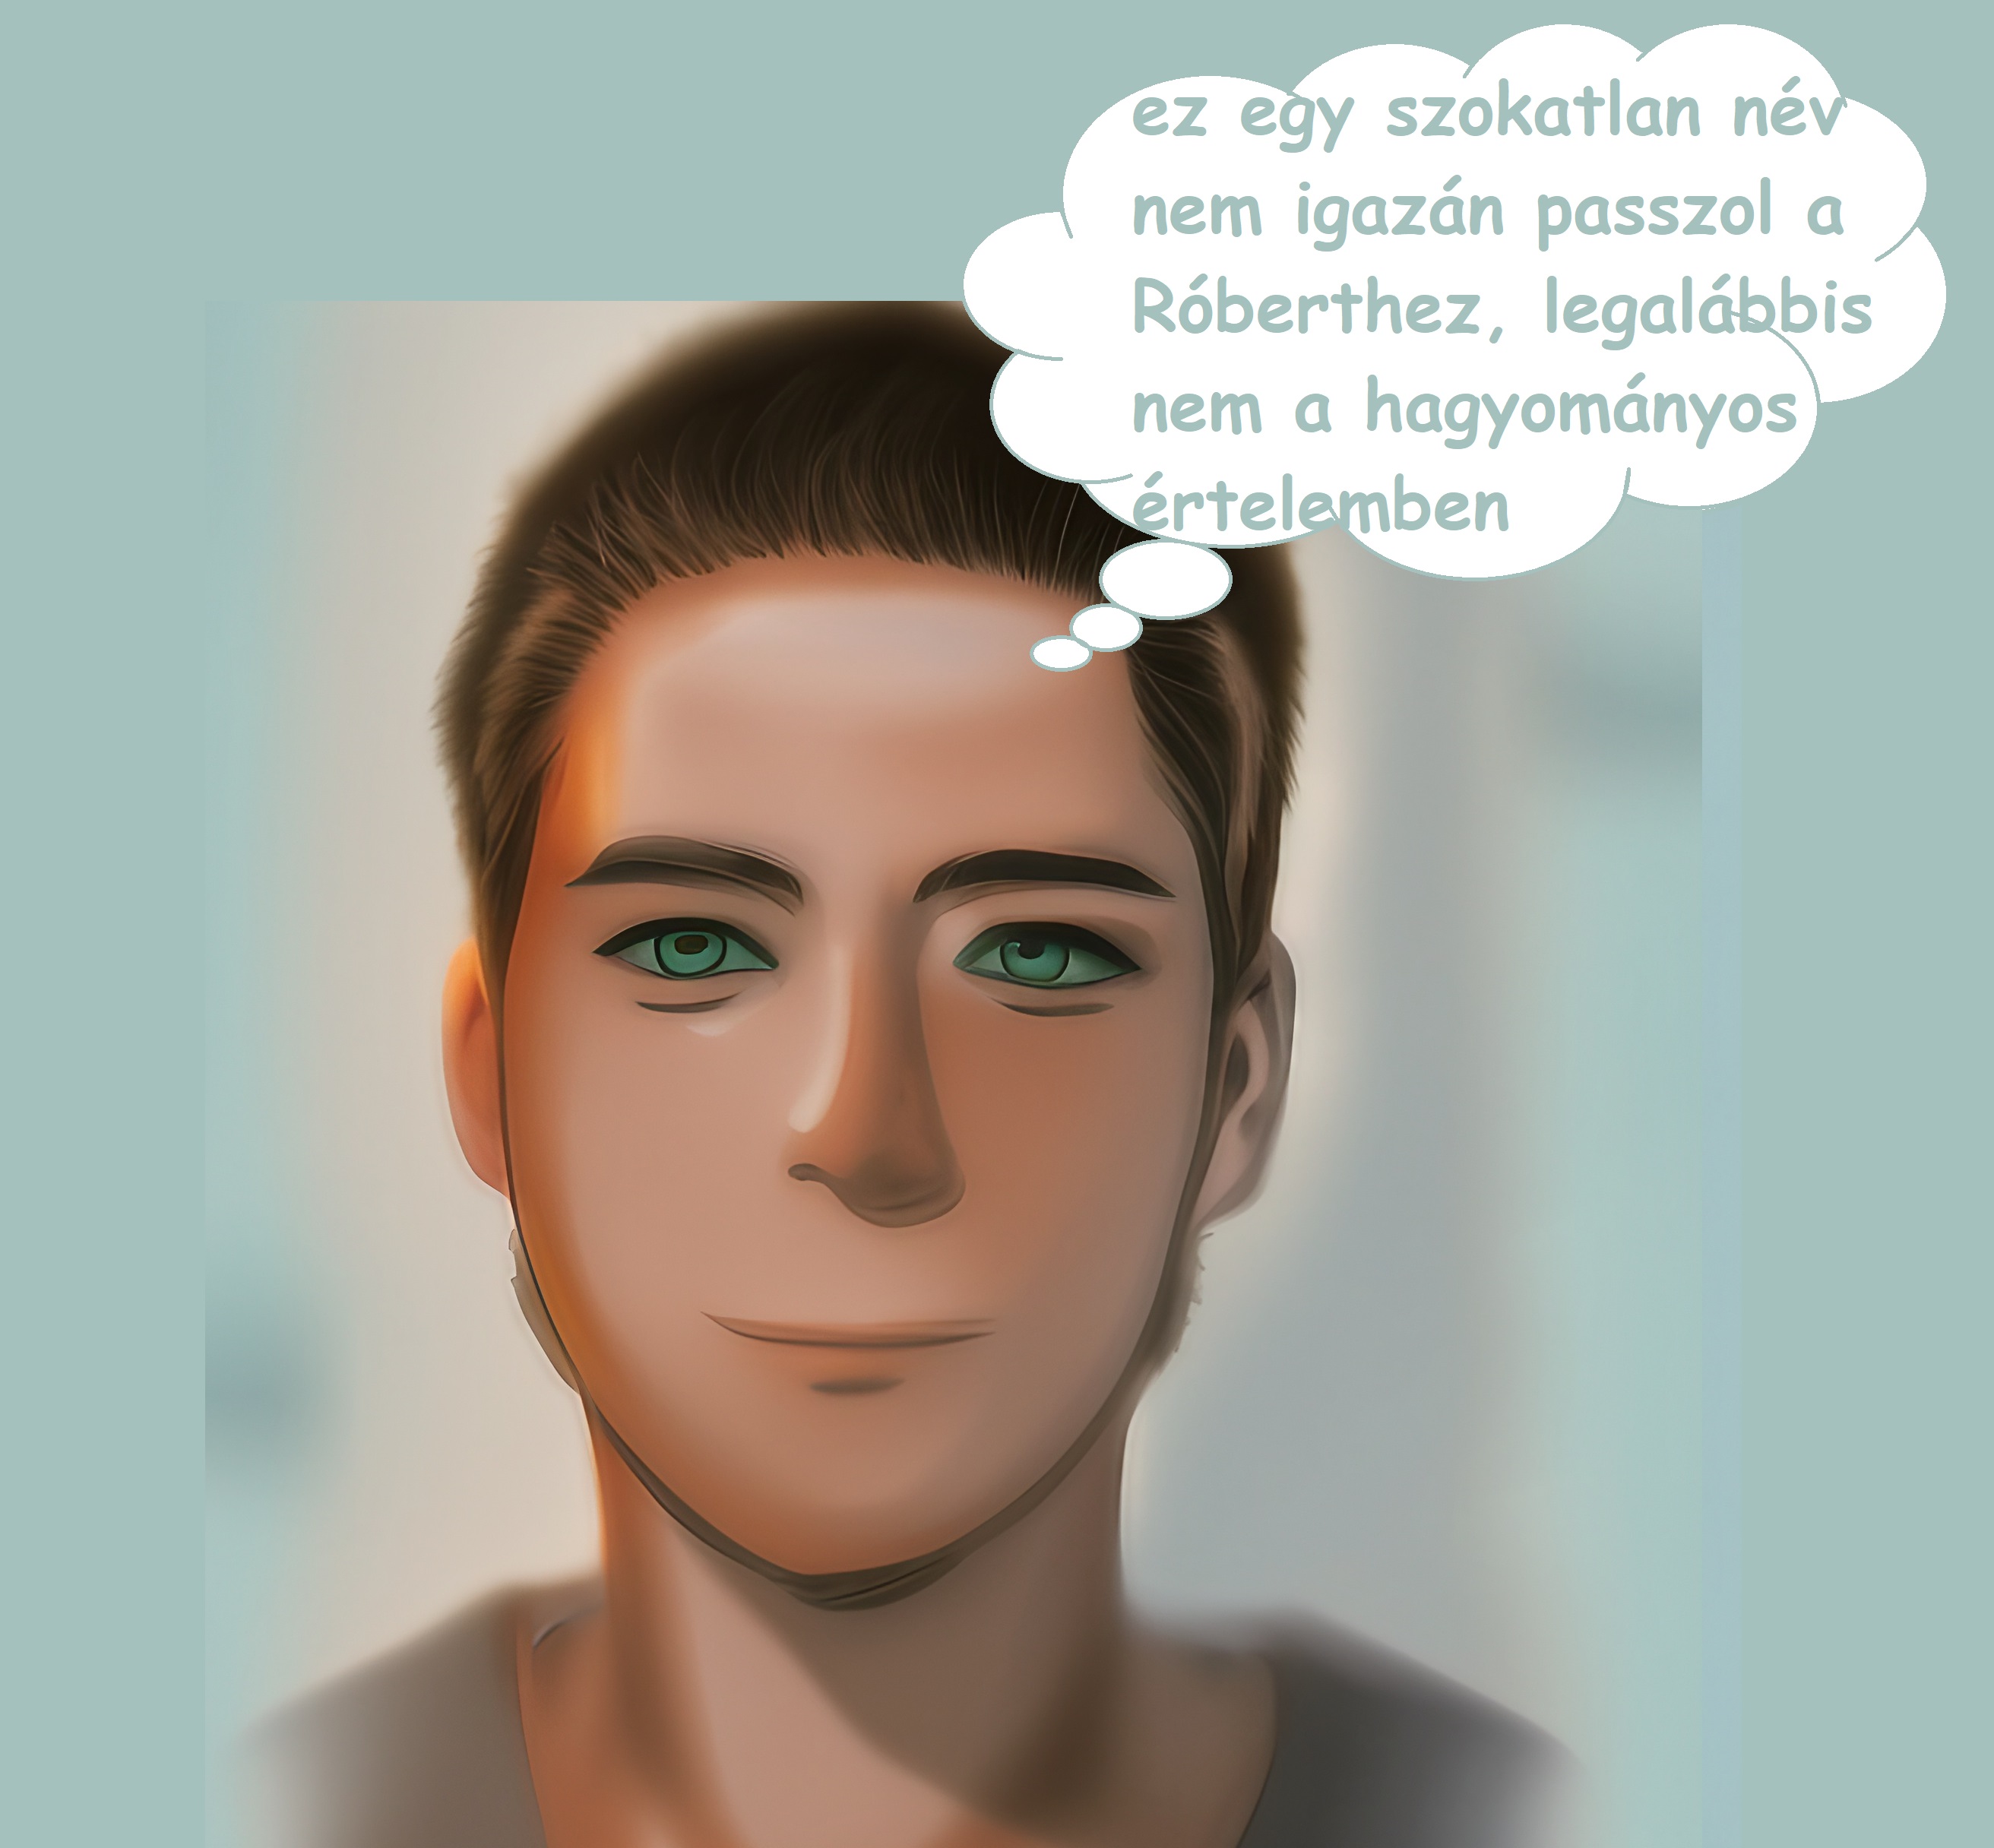 ez egy szokatlan név
nem igazán passzol a
Róberthez, legalábbis
nem a hagyományos
értelemben